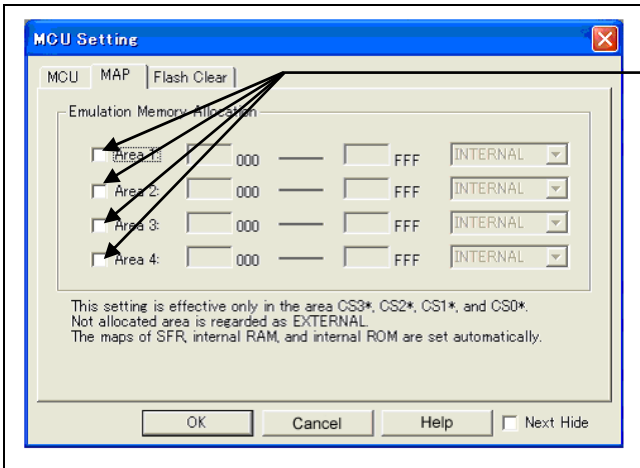 MCU Setting
MCU MAP Flash Clear
Emulation Memory Allocation
Area 1: 000 FFF INTERNAL
Area 2: 000 FFF INTERNAL
Area 3: 000 FFF INTERNAL
Area 4: 000 FFF INTERNAL
This setting is effective only in the area CS3*, CS2*, CS1*, and CS0*.
Not allocated area is regarded as EXTERNAL.
The maps of SFR, internal RAM, and internal ROM are set automatically.
OK Cancel Help Next Hide